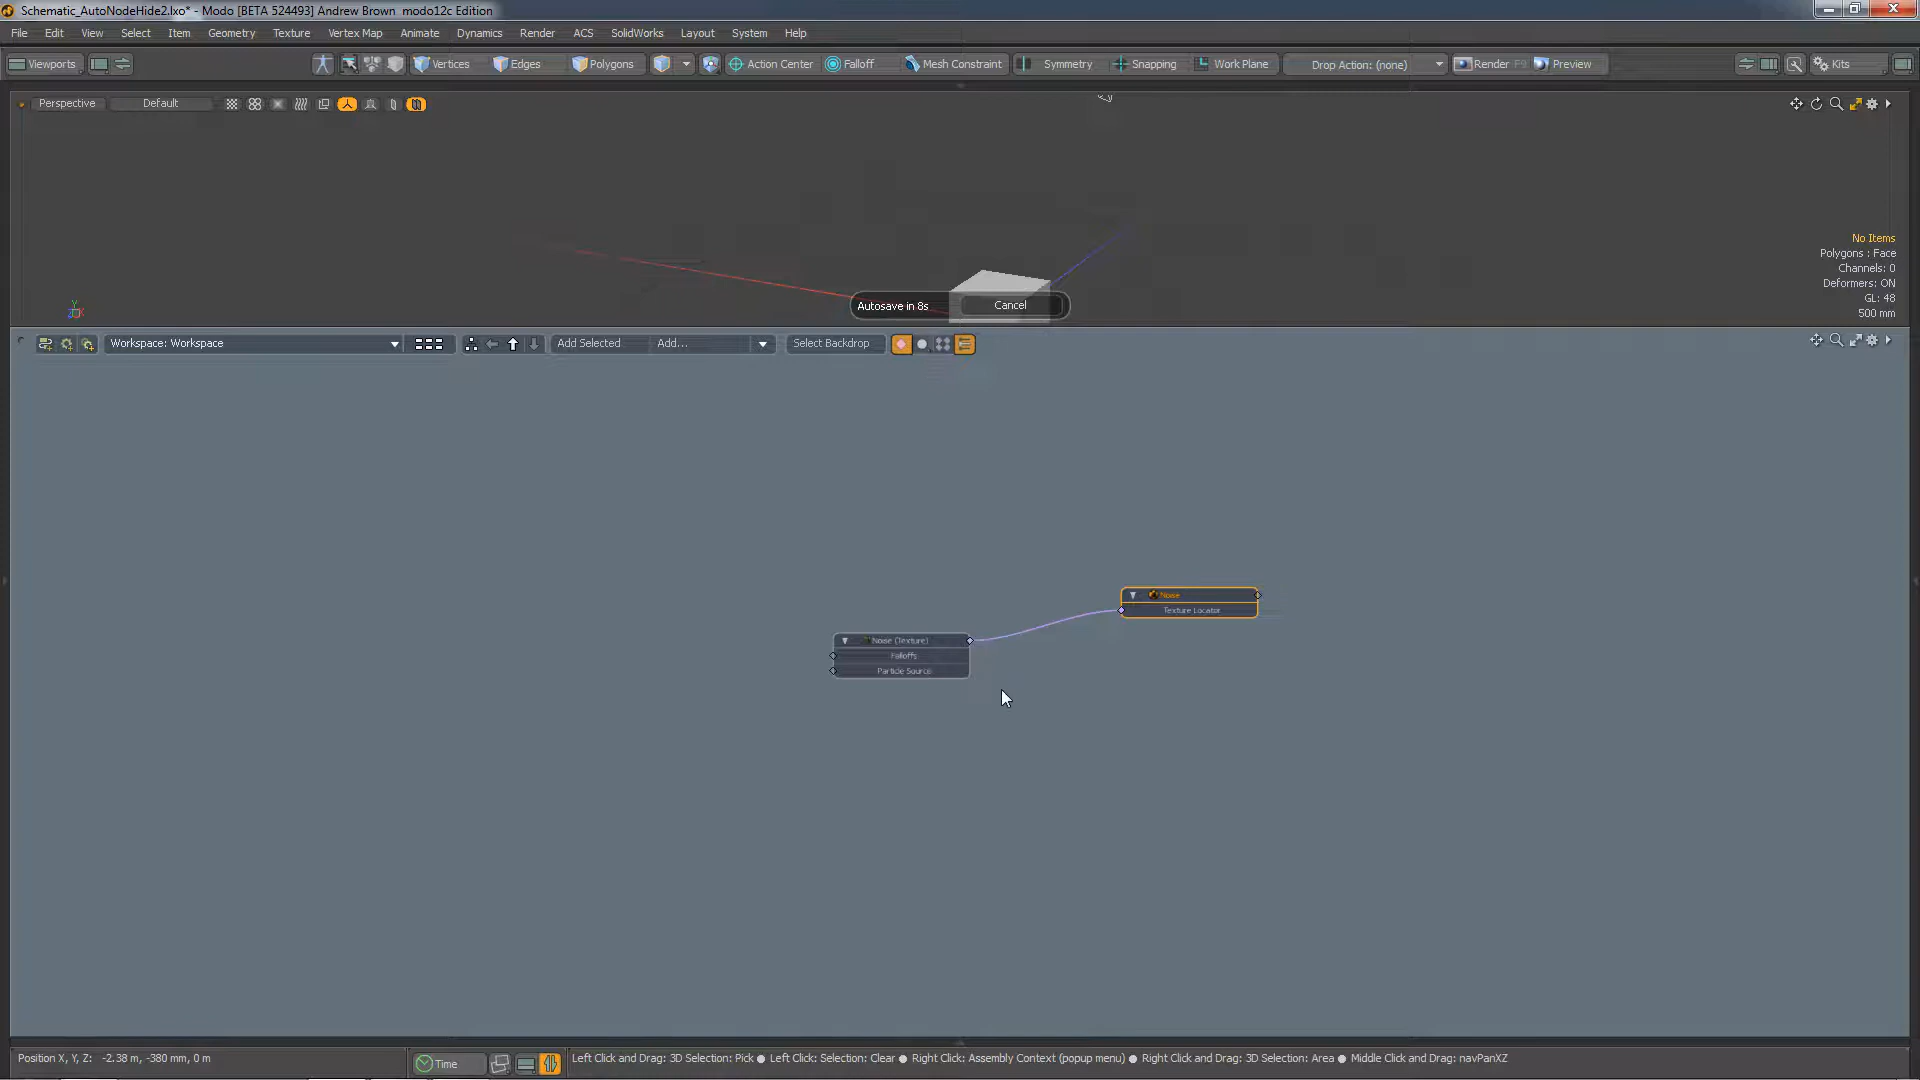 Schematic_AutoNodeHide2.lxo* - Modo [BETA 524493] Andrew Brown  modo12c Edition
File Edit View Select Item Geometry Texture Vertex Map Animate Dynamics Render ACS SolidWorks Layout System Help
Viewports Vertices Edges Polygons Action Center Falloff Mesh Constraint Symmetry Snapping Work Plane Drop Action: (none) Render F9 Preview Kits
Perspective Default
No Items
Polygons : Face
Channels: 0
Deformers: ON
GL: 48
500 mm
Autosave in 8s Cancel
Workspace: Workspace Add Selected Add... Select Backdrop
Noise
Texture Locator
Noise (Texture)
Falloffs
Particle Source
Position X, Y, Z: -2.38 m, -380 mm, 0 m Time Left Click and Drag: 3D Selection: Pick ● Left Click: Selection: Clear ● Right Click: Assembly Context (popup menu) ● Right Click and Drag: 3D Selection: Area ● Middle Click and Drag: navPanXZ